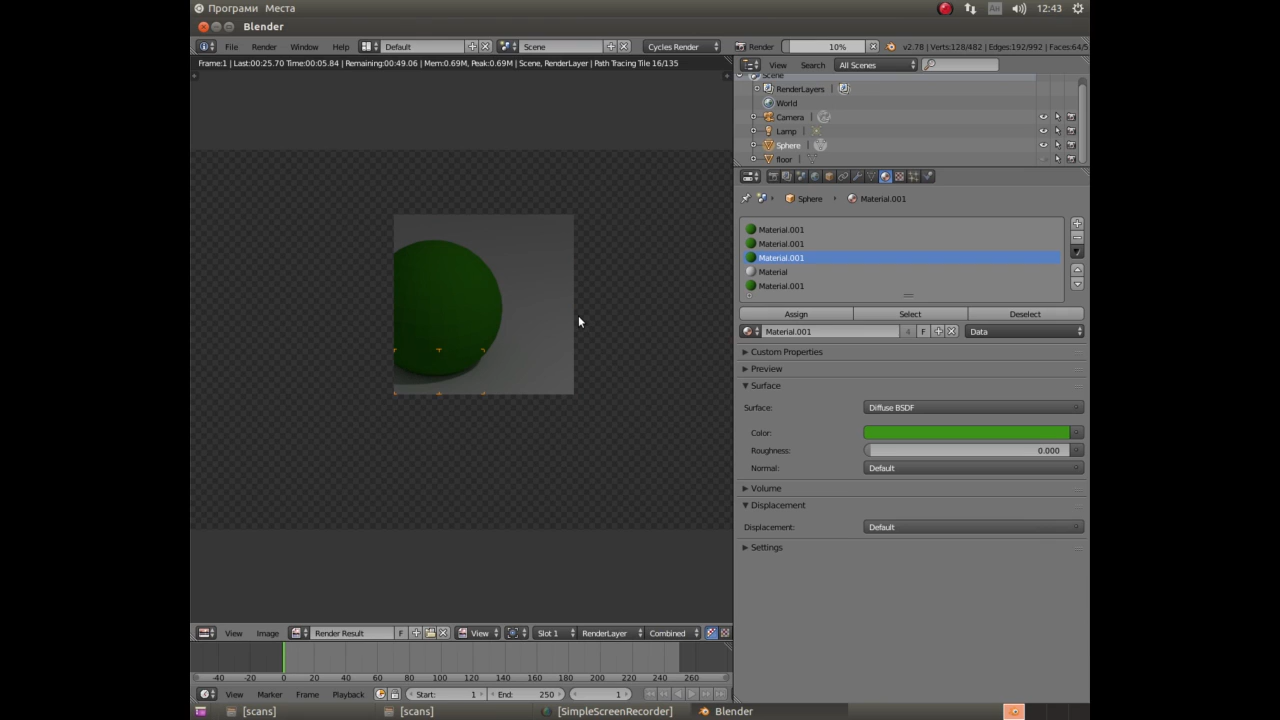 Програми Места Ан 12:43
Blender
File Render Window Help Default Scene Cycles Render Render 10% v2.78 | Verts:128/482 | Edges:192/992 | Faces:64/5
Frame:1 | Last:00:25.70 Time:00:05.84 | Remaining:00:49.06 | Mem:0.69M, Peak:0.69M | Scene, RenderLayer | Path Tracing Tile 16/135
View Search All Scenes
Scene
RenderLayers
World
Camera
Lamp
Sphere
floor
Sphere Material.001
Material.001
Material.001
Material.001
Material
Material.001
Assign Select Deselect
Material.001 4 F Data
Custom Properties
Preview
Surface
Surface: Diffuse BSDF
Color:
Roughness: 0.000
Normal: Default
Volume
Displacement
Displacement: Default
Settings
View Image Render Result F View Slot 1 RenderLayer Combined
-40 -20 0 20 40 60 80 100 120 140 160 180 200 220 240 260
View Marker Frame Playback Start: 1 End: 250 1
[scans] [scans] [SimpleScreenRecorder] Blender